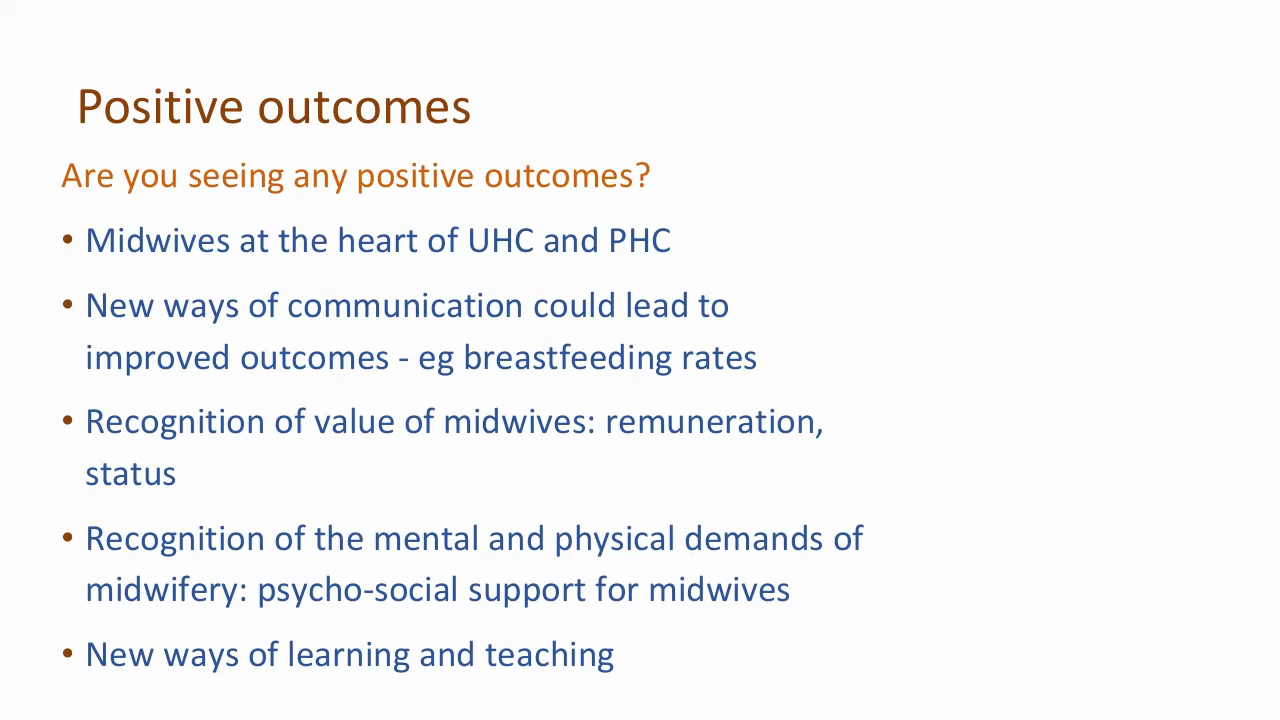 Positive outcomes
Are you seeing any positive outcomes?
• Midwives at the heart of UHC and PHC
• New ways of communication could lead to
improved outcomes - eg breastfeeding rates
• Recognition of value of midwives: remuneration,
status
• Recognition of the mental and physical demands of
midwifery: psycho-social support for midwives
• New ways of learning and teaching